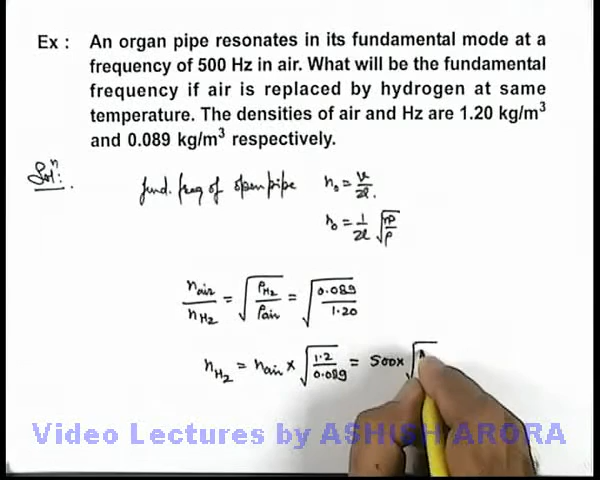 Ex : An organ pipe resonates in its fundamental mode at a
frequency of 500 Hz in air. What will be the fundamental
frequency if air is replaced by hydrogen at same
temperature. The densities of air and Hz are 1.20 kg/m³
and 0.089 kg/m³ respectively.
Solⁿ:
fund. freq of open pipe n₀ = v/2l.
n₀ = 1/2l √(γP/ρ)
n_air/n_H₂ = √(ρ_H₂/ρ_air) = √(0.089/1.20)
n_H₂ = n_air × √(1.2/0.089) = 500 × √
Video Lectures by ASHISH ARORA